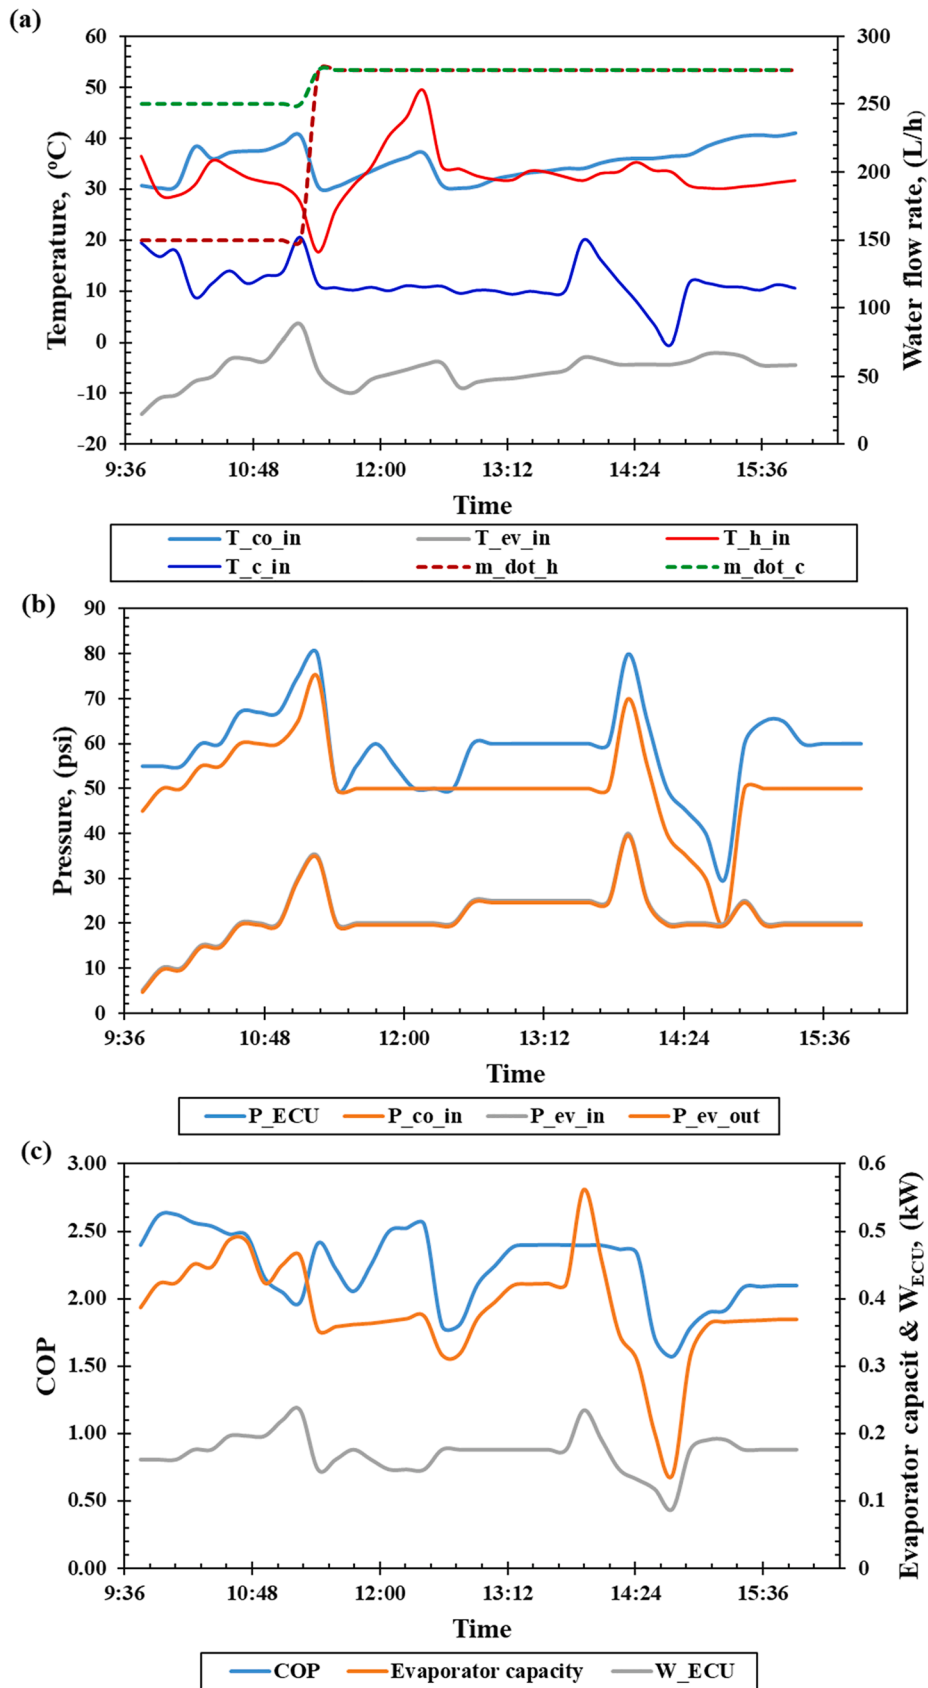 (a)
60
50
40
30
20
10
0
-10
-20
Temperature, (ºC)
300
250
200
150
100
50
0
Water flow rate, (L/h)
9:36 10:48 12:00 13:12 14:24 15:36
Time
T_co_in T_ev_in T_h_in
T_c_in m_dot_h m_dot_c
(b)
90
80
70
60
50
40
30
20
10
0
Pressure, (psi)
9:36 10:48 12:00 13:12 14:24 15:36
Time
P_ECU P_co_in P_ev_in P_ev_out
(c)
3.00
2.50
2.00
1.50
1.00
0.50
0.00
COP
0.6
0.5
0.4
0.3
0.2
0.1
0
Evaporator capacit & WECU, (kW)
9:36 10:48 12:00 13:12 14:24 15:36
Time
COP Evaporator capacity W_ECU